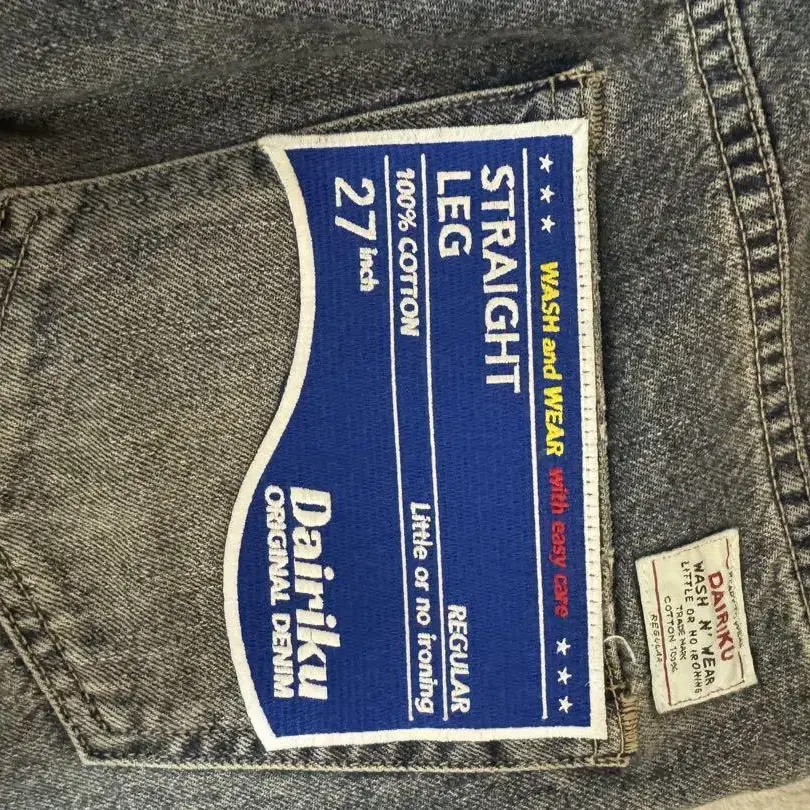 ★★★ WASH and WEAR with easy care ★★★
STRAIGHT
LEG
REGULAR
100% COTTON Little or no ironing
27 inch
Dairiku
ORIGINAL DENIM
DAIRIKU
WASH N' WEAR
LITTLE OR NO IRONING
TRADE MARK
COTTON 100%
REGULAR